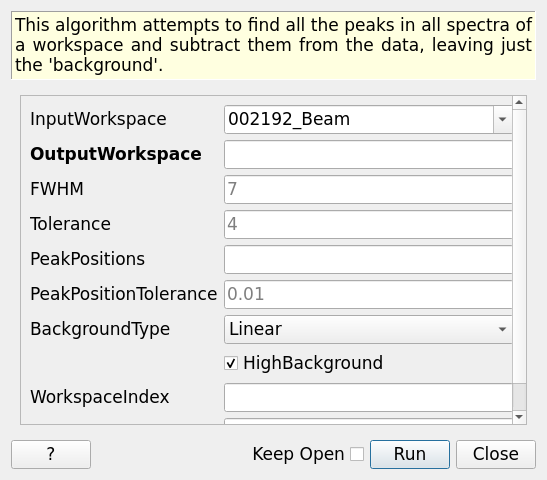 This algorithm attempts to find all the peaks in all spectra of
a workspace and subtract them from the data, leaving just
the 'background'.
InputWorkspace 002192_Beam
OutputWorkspace
FWHM 7
Tolerance 4
PeakPositions
PeakPositionTolerance 0.01
BackgroundType Linear
HighBackground
WorkspaceIndex
? Keep Open Run Close